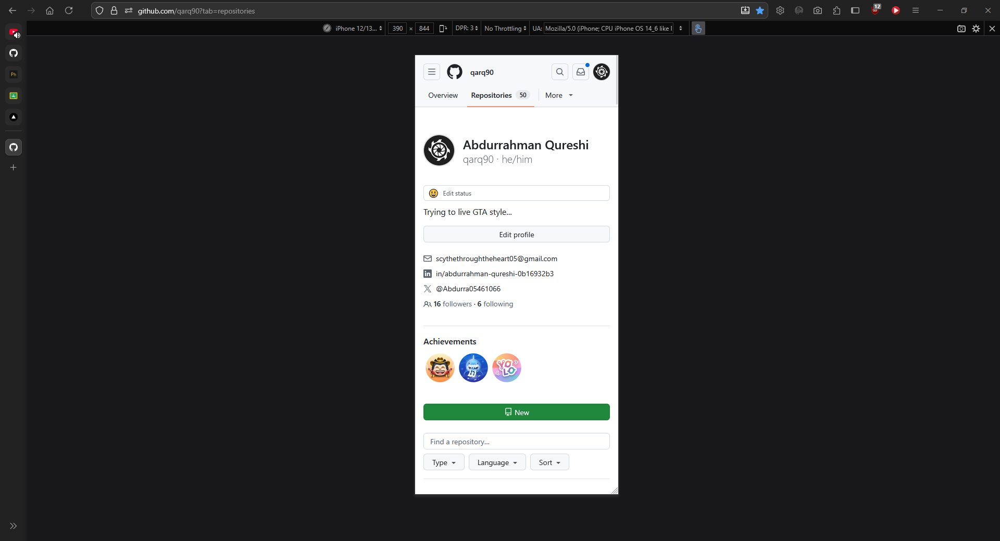 github.com/qarq90?tab=repositories
12
iPhone 12/13... 390 × 844 DPR: 3 No Throttling UA: Mozilla/5.0 (iPhone; CPU iPhone OS 14_6 like
Ph
qarq90
Overview Repositories 50 More
Abdurrahman Qureshi
qarq90 · he/him
Edit status
Trying to live GTA style...
Edit profile
scythethroughtheheart05@gmail.com
in/abdurrahman-qureshi-0b16932b3
@Abdurra05461066
16 followers · 6 following
Achievements
YOLO
New
Find a repository...
Type Language Sort